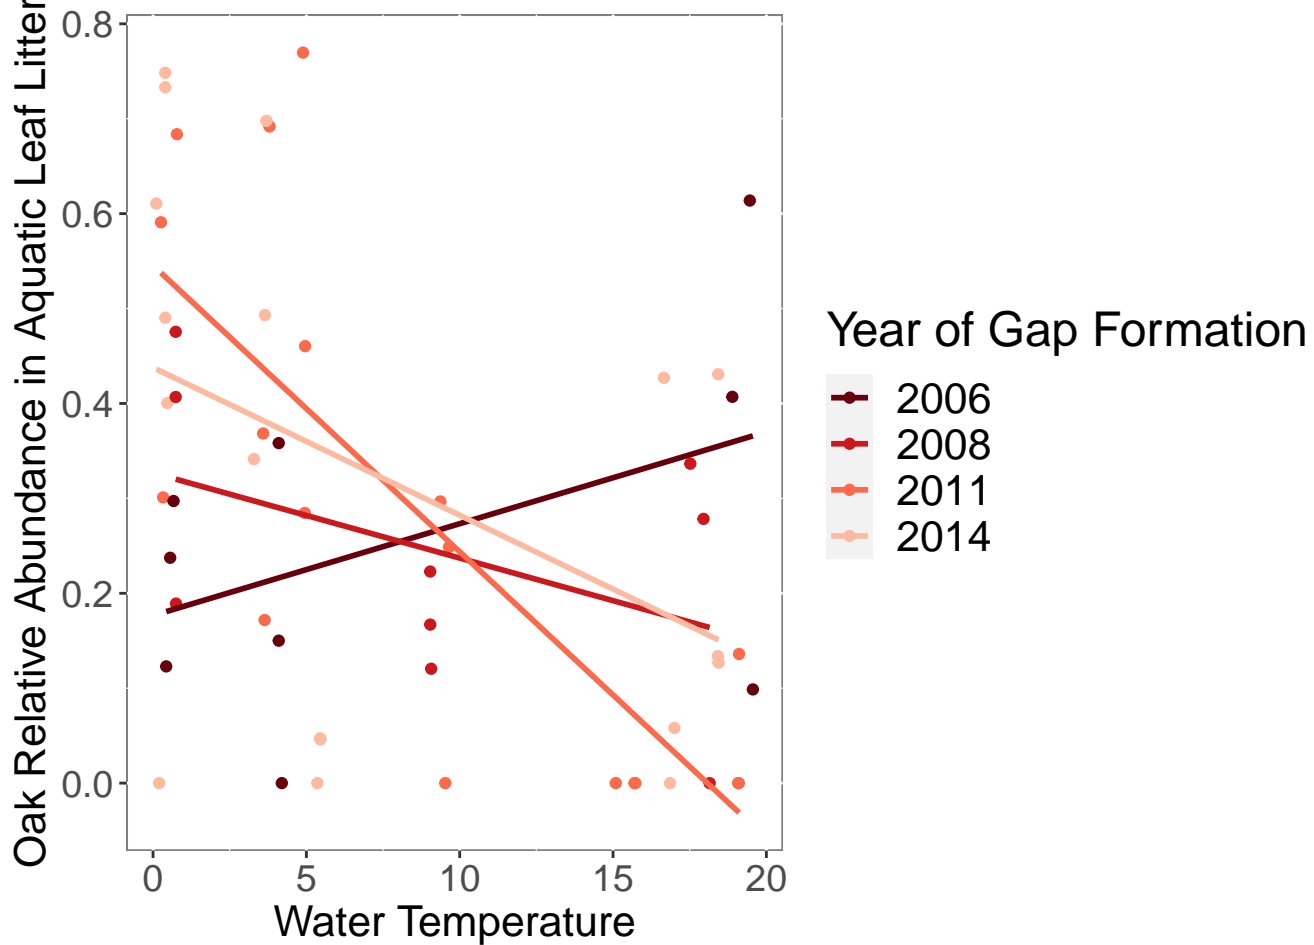 Oak Relative Abundance in Aquatic Leaf Litter
0.8
0.6
0.4
0.2
0.0
0 5 10 15 20
Water Temperature
Year of Gap Formation
2006
2008
2011
2014